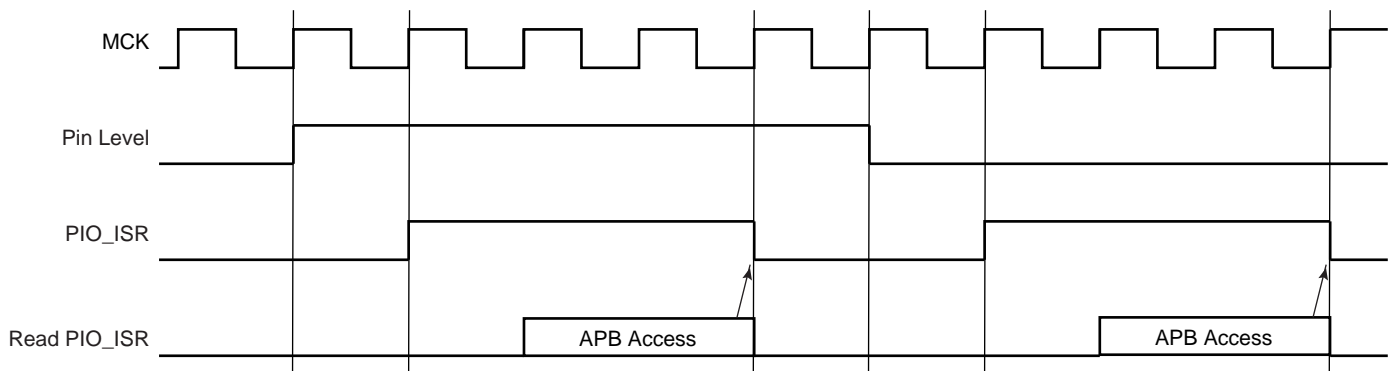 MCK
Pin Level
PIO_ISR
Read PIO_ISR
APB Access
APB Access